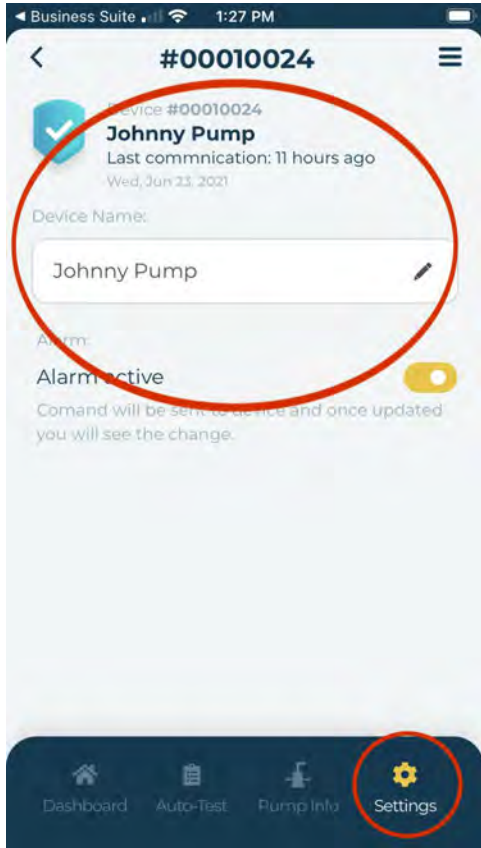 Business Suite
1:27 PM
#00010024
Device #00010024
Johnny Pump
Last commnication: 11 hours ago
Wed, Jun 23, 2021
Device Name:
Johnny Pump
Alarm:
Alarm active
Comand will be sent to device and once updated
you will see the change.
Dashboard
Auto-Test
Pump Info
Settings